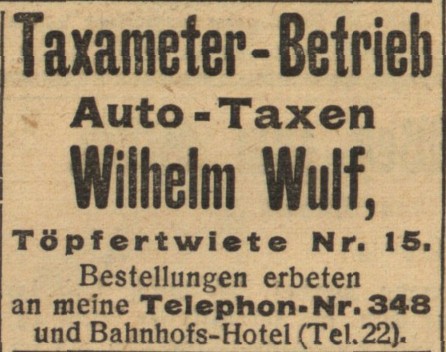 Taxameter-Betrieb
Auto-Taxen
Wilhelm Wulf,
Töpfertwiete Nr. 15.
Bestellungen erbeten
an meine Telephon-Nr. 348
und Bahnhofs-Hotel (Tel. 22).